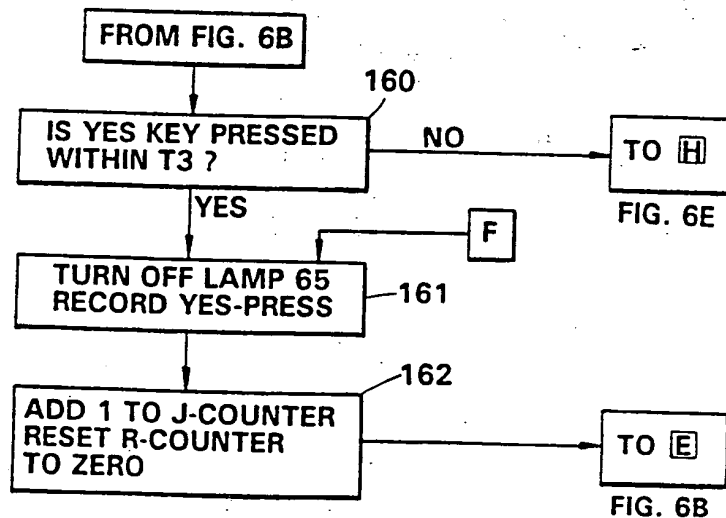 FROM FIG. 6B
160
IS YES KEY PRESSED
WITHIN T3 ?
NO
TO H
FIG. 6E
YES
F
TURN OFF LAMP 65
RECORD YES-PRESS
161
162
ADD 1 TO J-COUNTER
RESET R-COUNTER
TO ZERO
TO E
FIG. 6B